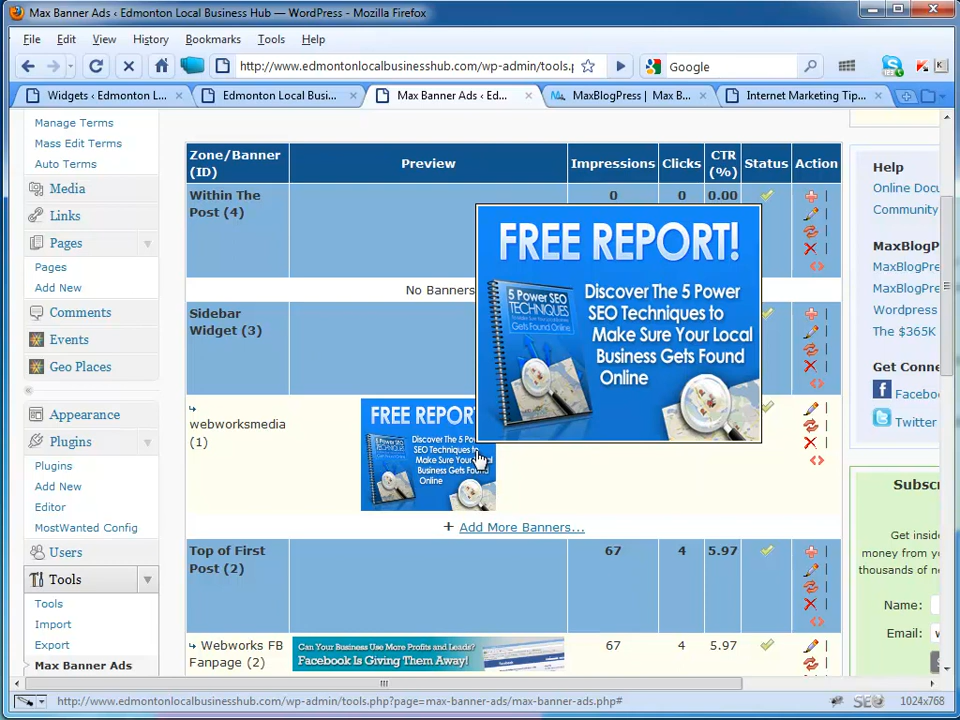 Max Banner Ads ‹ Edmonton Local Business Hub — WordPress - Mozilla Firefox
File Edit View History Bookmarks Tools Help
http://www.edmontonlocalbusinesshub.com/wp-admin/tools.p
Google
Widgets ‹ Edmonton L...
Edmonton Local Busi...
Max Banner Ads ‹ Ed...
MaxBlogPress | Max B...
Internet Marketing Tip...
Manage Terms
Mass Edit Terms
Auto Terms
Media
Links
Pages
Pages
Add New
Comments
Events
Geo Places
Appearance
Plugins
Plugins
Add New
Editor
MostWanted Config
Users
Tools
Tools
Import
Export
Max Banner Ads
Zone/Banner (ID) Preview Impressions Clicks CTR (%) Status Action
Within The Post (4) 0 0 0.00
No Banners
Sidebar Widget (3)
FREE REPORT!
5 Power SEO
TECHNIQUES
Gets Found Online
Discover The 5 Power
SEO Techniques to
Make Sure Your Local
Business Gets Found
Online
webworksmedia (1)
FREE REPORT
Discover The 5 Po
SEO Techniques to
Make Sure Your Local
Business Gets Found
Online
+ Add More Banners...
Top of First Post (2) 67 4 5.97
Webworks FB Fanpage (2) 67 4 5.97
Can Your Business Use More Profits and Leads?
Facebook Is Giving Them Away!
Help
Online Docu
Community
MaxBlogP
MaxBlogPre
MaxBlogPre
Wordpress
The $365K
Get Conne
Facebo
Twitter
Subsc
Get inside
money from yo
thousands of ne
Name:
Email: w
S
http://www.edmontonlocalbusinesshub.com/wp-admin/tools.php?page=max-banner-ads/max-banner-ads.php#
SEO
1024x768